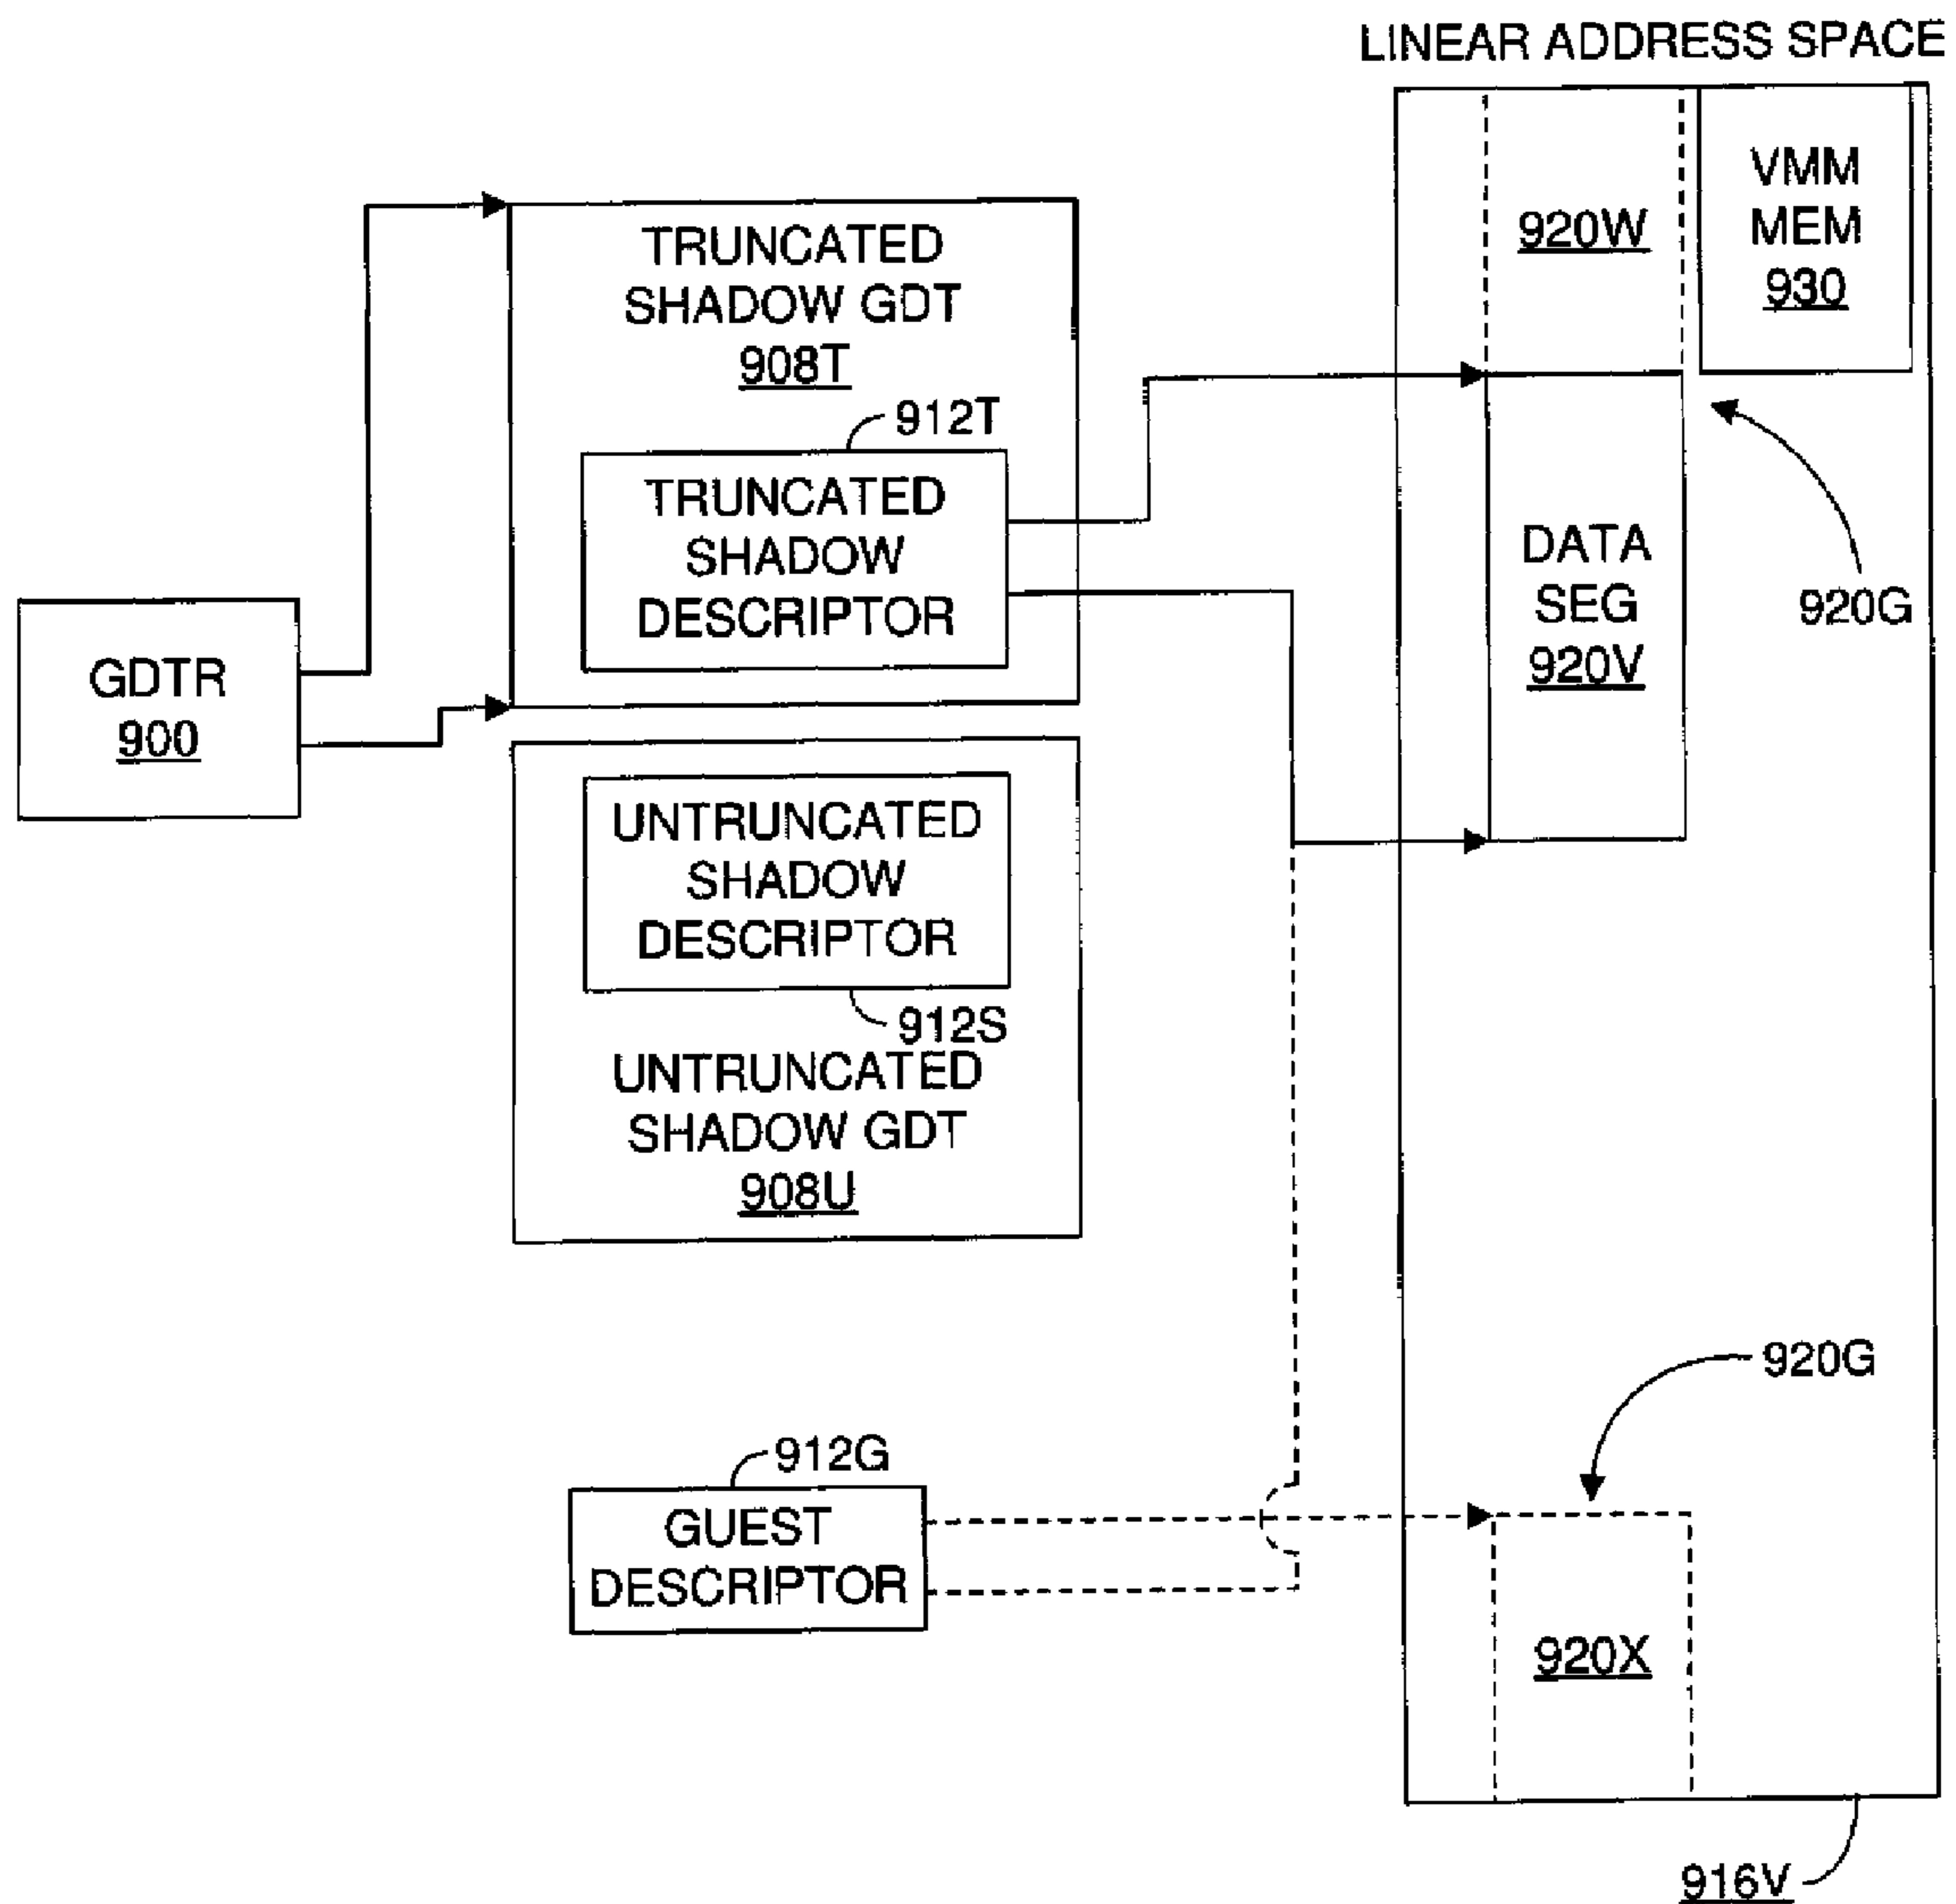 LINEAR ADDRESS SPACE
VMM
MEM
930
920W
TRUNCATED
SHADOW GDT
908T
912T
TRUNCATED
SHADOW
DESCRIPTOR
DATA
SEG
920V
920G
GDTR
900
UNTRUNCATED
SHADOW
DESCRIPTOR
912S
UNTRUNCATED
SHADOW GDT
908U
920G
912G
GUEST
DESCRIPTOR
920X
916V